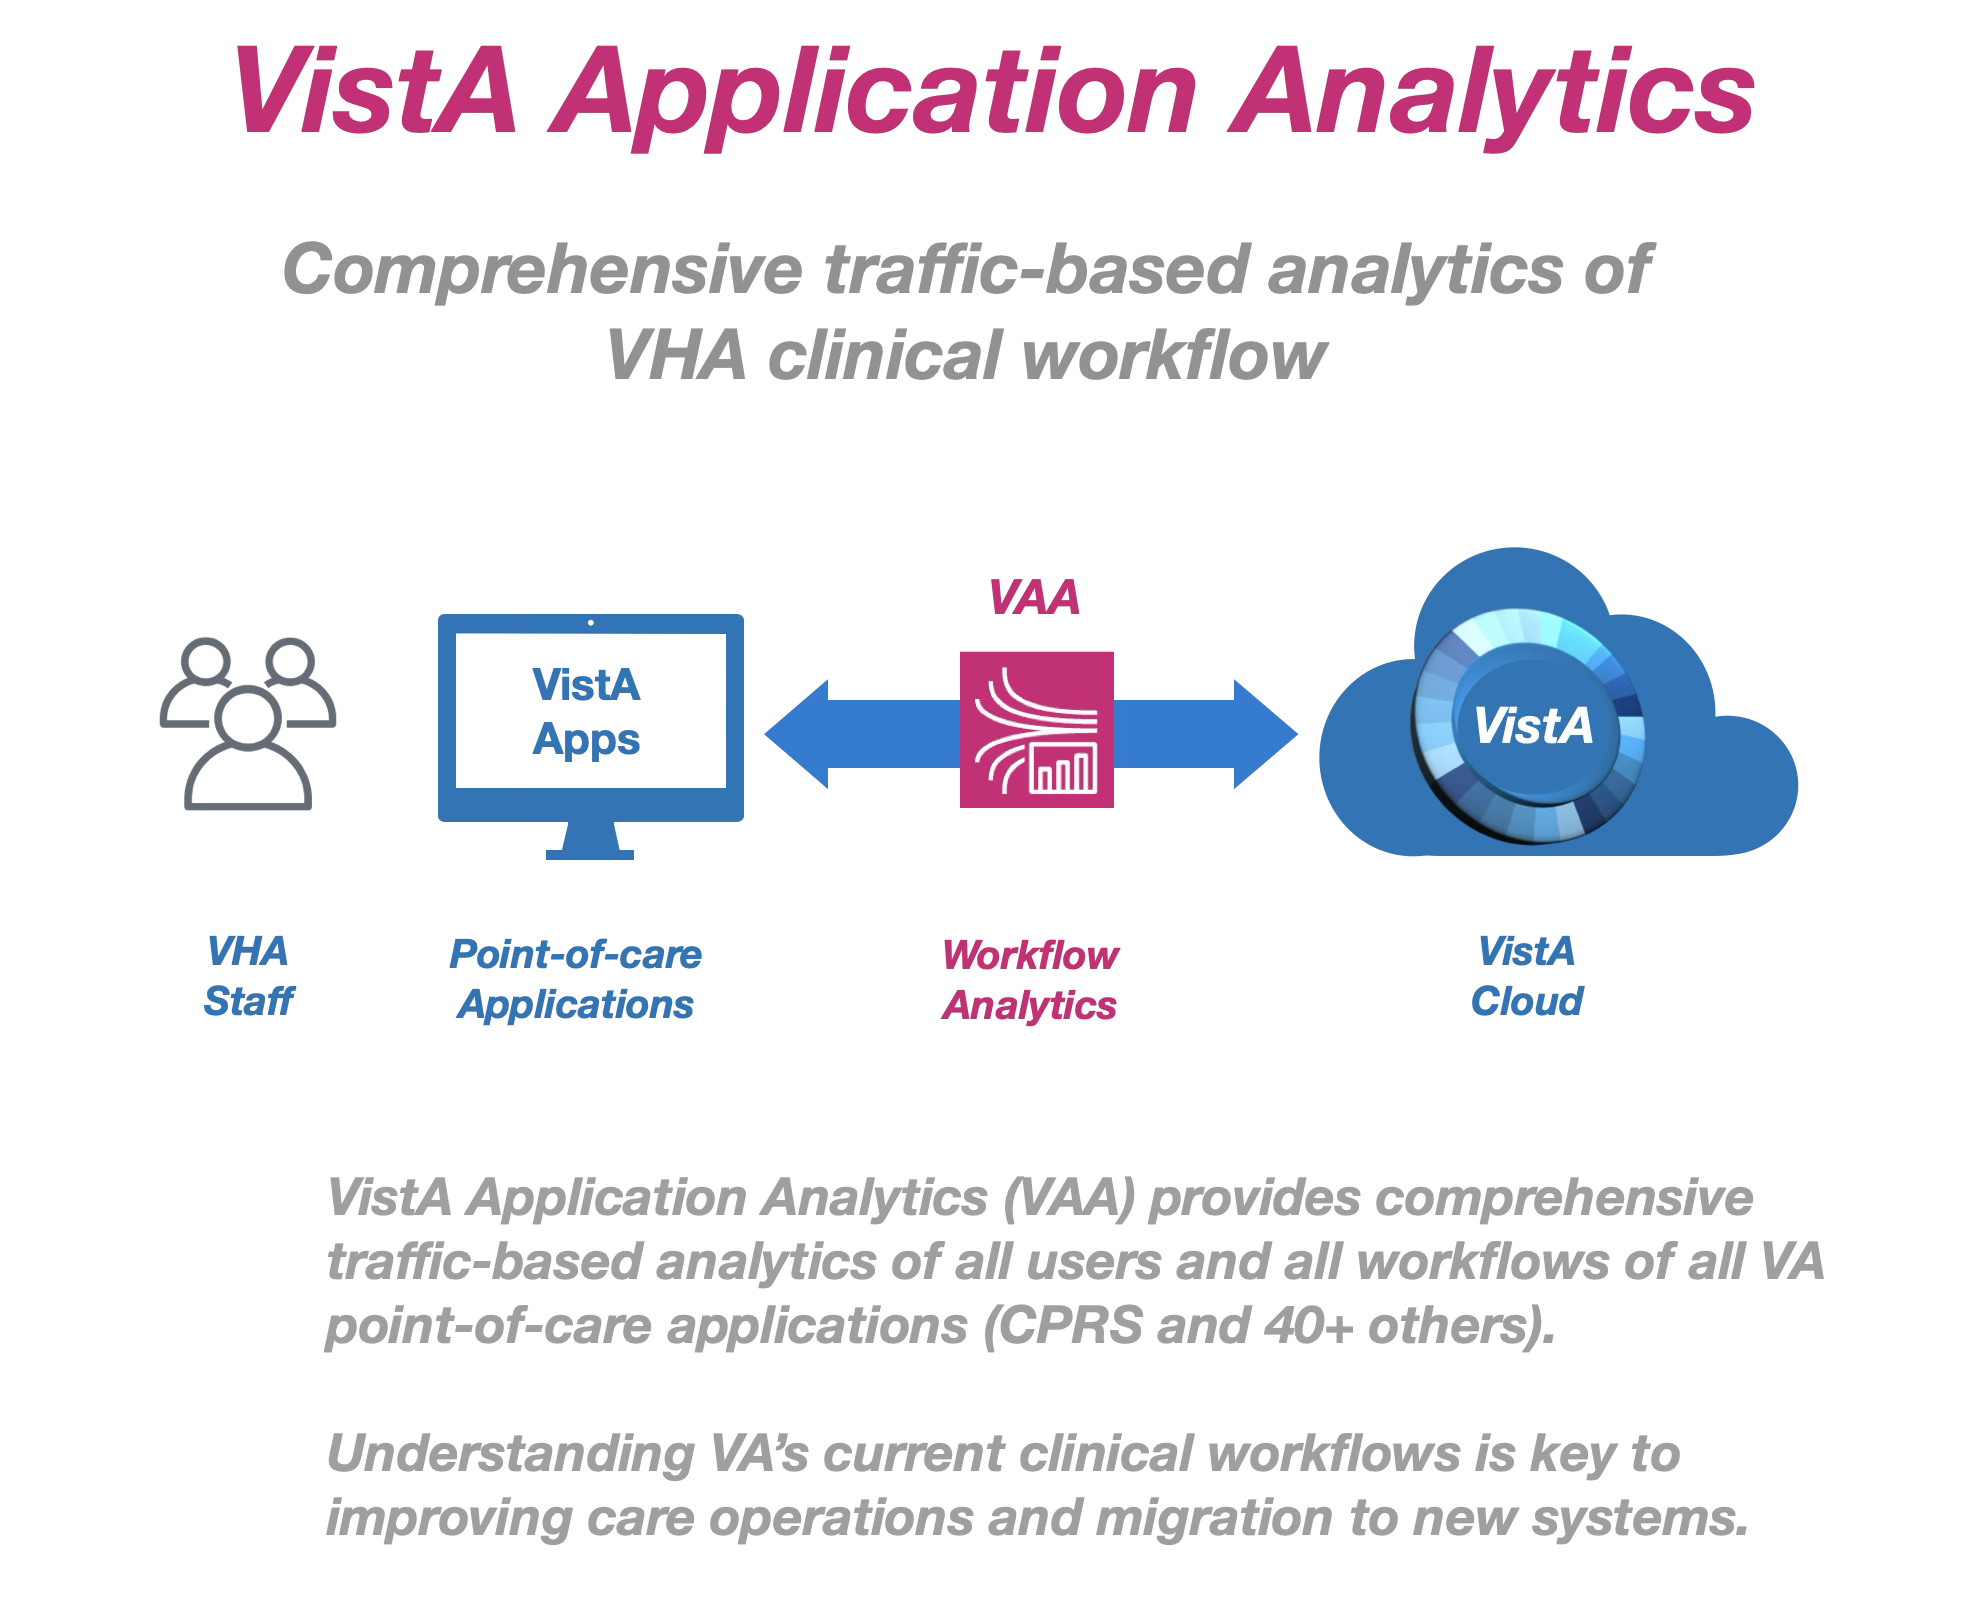 VistA Application Analytics
Comprehensive traffic-based analytics of
VHA clinical workflow
VAA
VistA
Apps
VistA
VHA
Staff
Point-of-care
Applications
Workflow
Analytics
VistA
Cloud
VistA Application Analytics (VAA) provides comprehensive
traffic-based analytics of all users and all workflows of all VA
point-of-care applications (CPRS and 40+ others).
Understanding VA’s current clinical workflows is key to
improving care operations and migration to new systems.